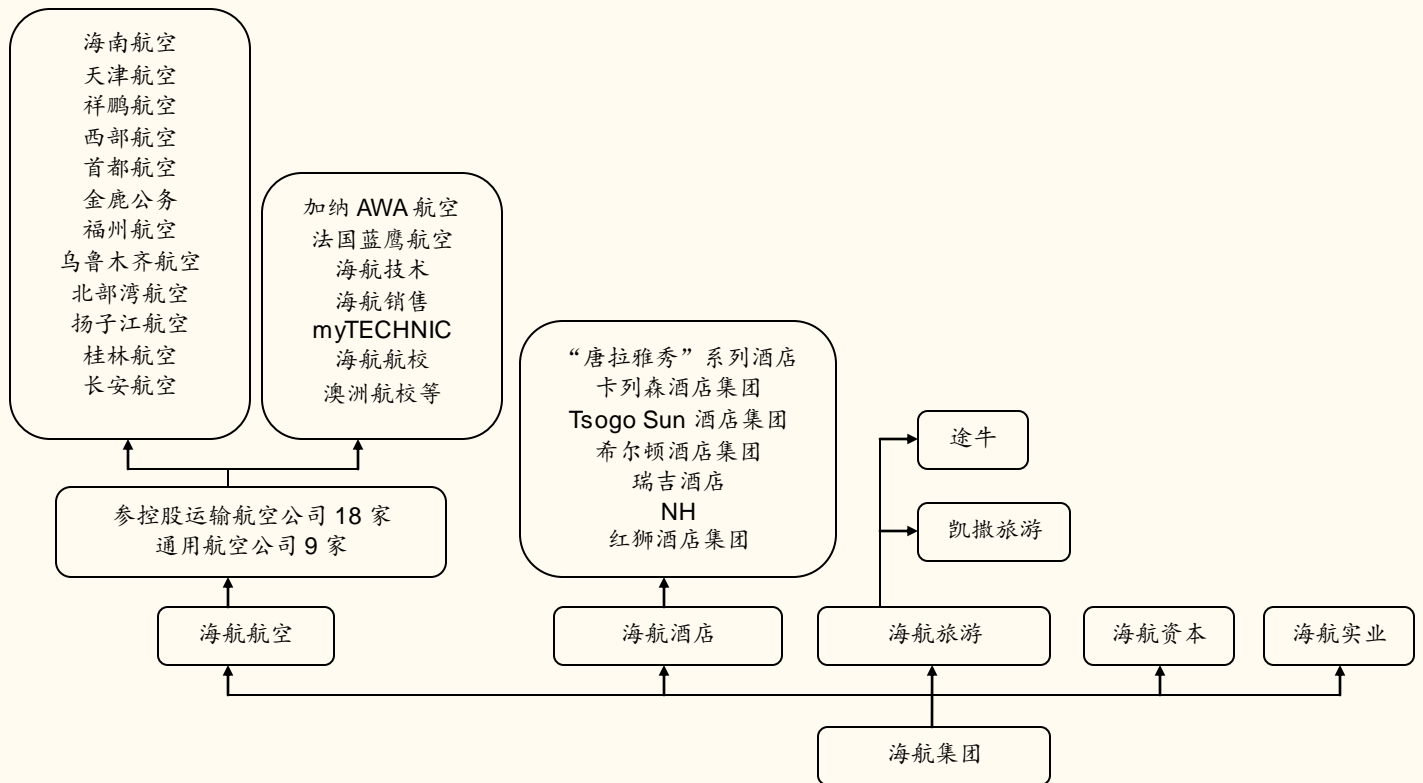 海南航空
天津航空
祥鹏航空
西部航空
首都航空
金鹿公务
福州航空
乌鲁木齐航空
北部湾航空
扬子江航空
桂林航空
长安航空
加纳 AWA 航空
法国蓝鹰航空
海航技术
海航销售
myTECHNIC
海航航校
澳洲航校等
“唐拉雅秀”系列酒店
卡列森酒店集团
Tsogo Sun 酒店集团
希尔顿酒店集团
瑞吉酒店
NH
红狮酒店集团
途牛
凯撒旅游
参控股运输航空公司 18 家
通用航空公司 9 家
海航航空
海航酒店
海航旅游
海航资本
海航实业
海航集团